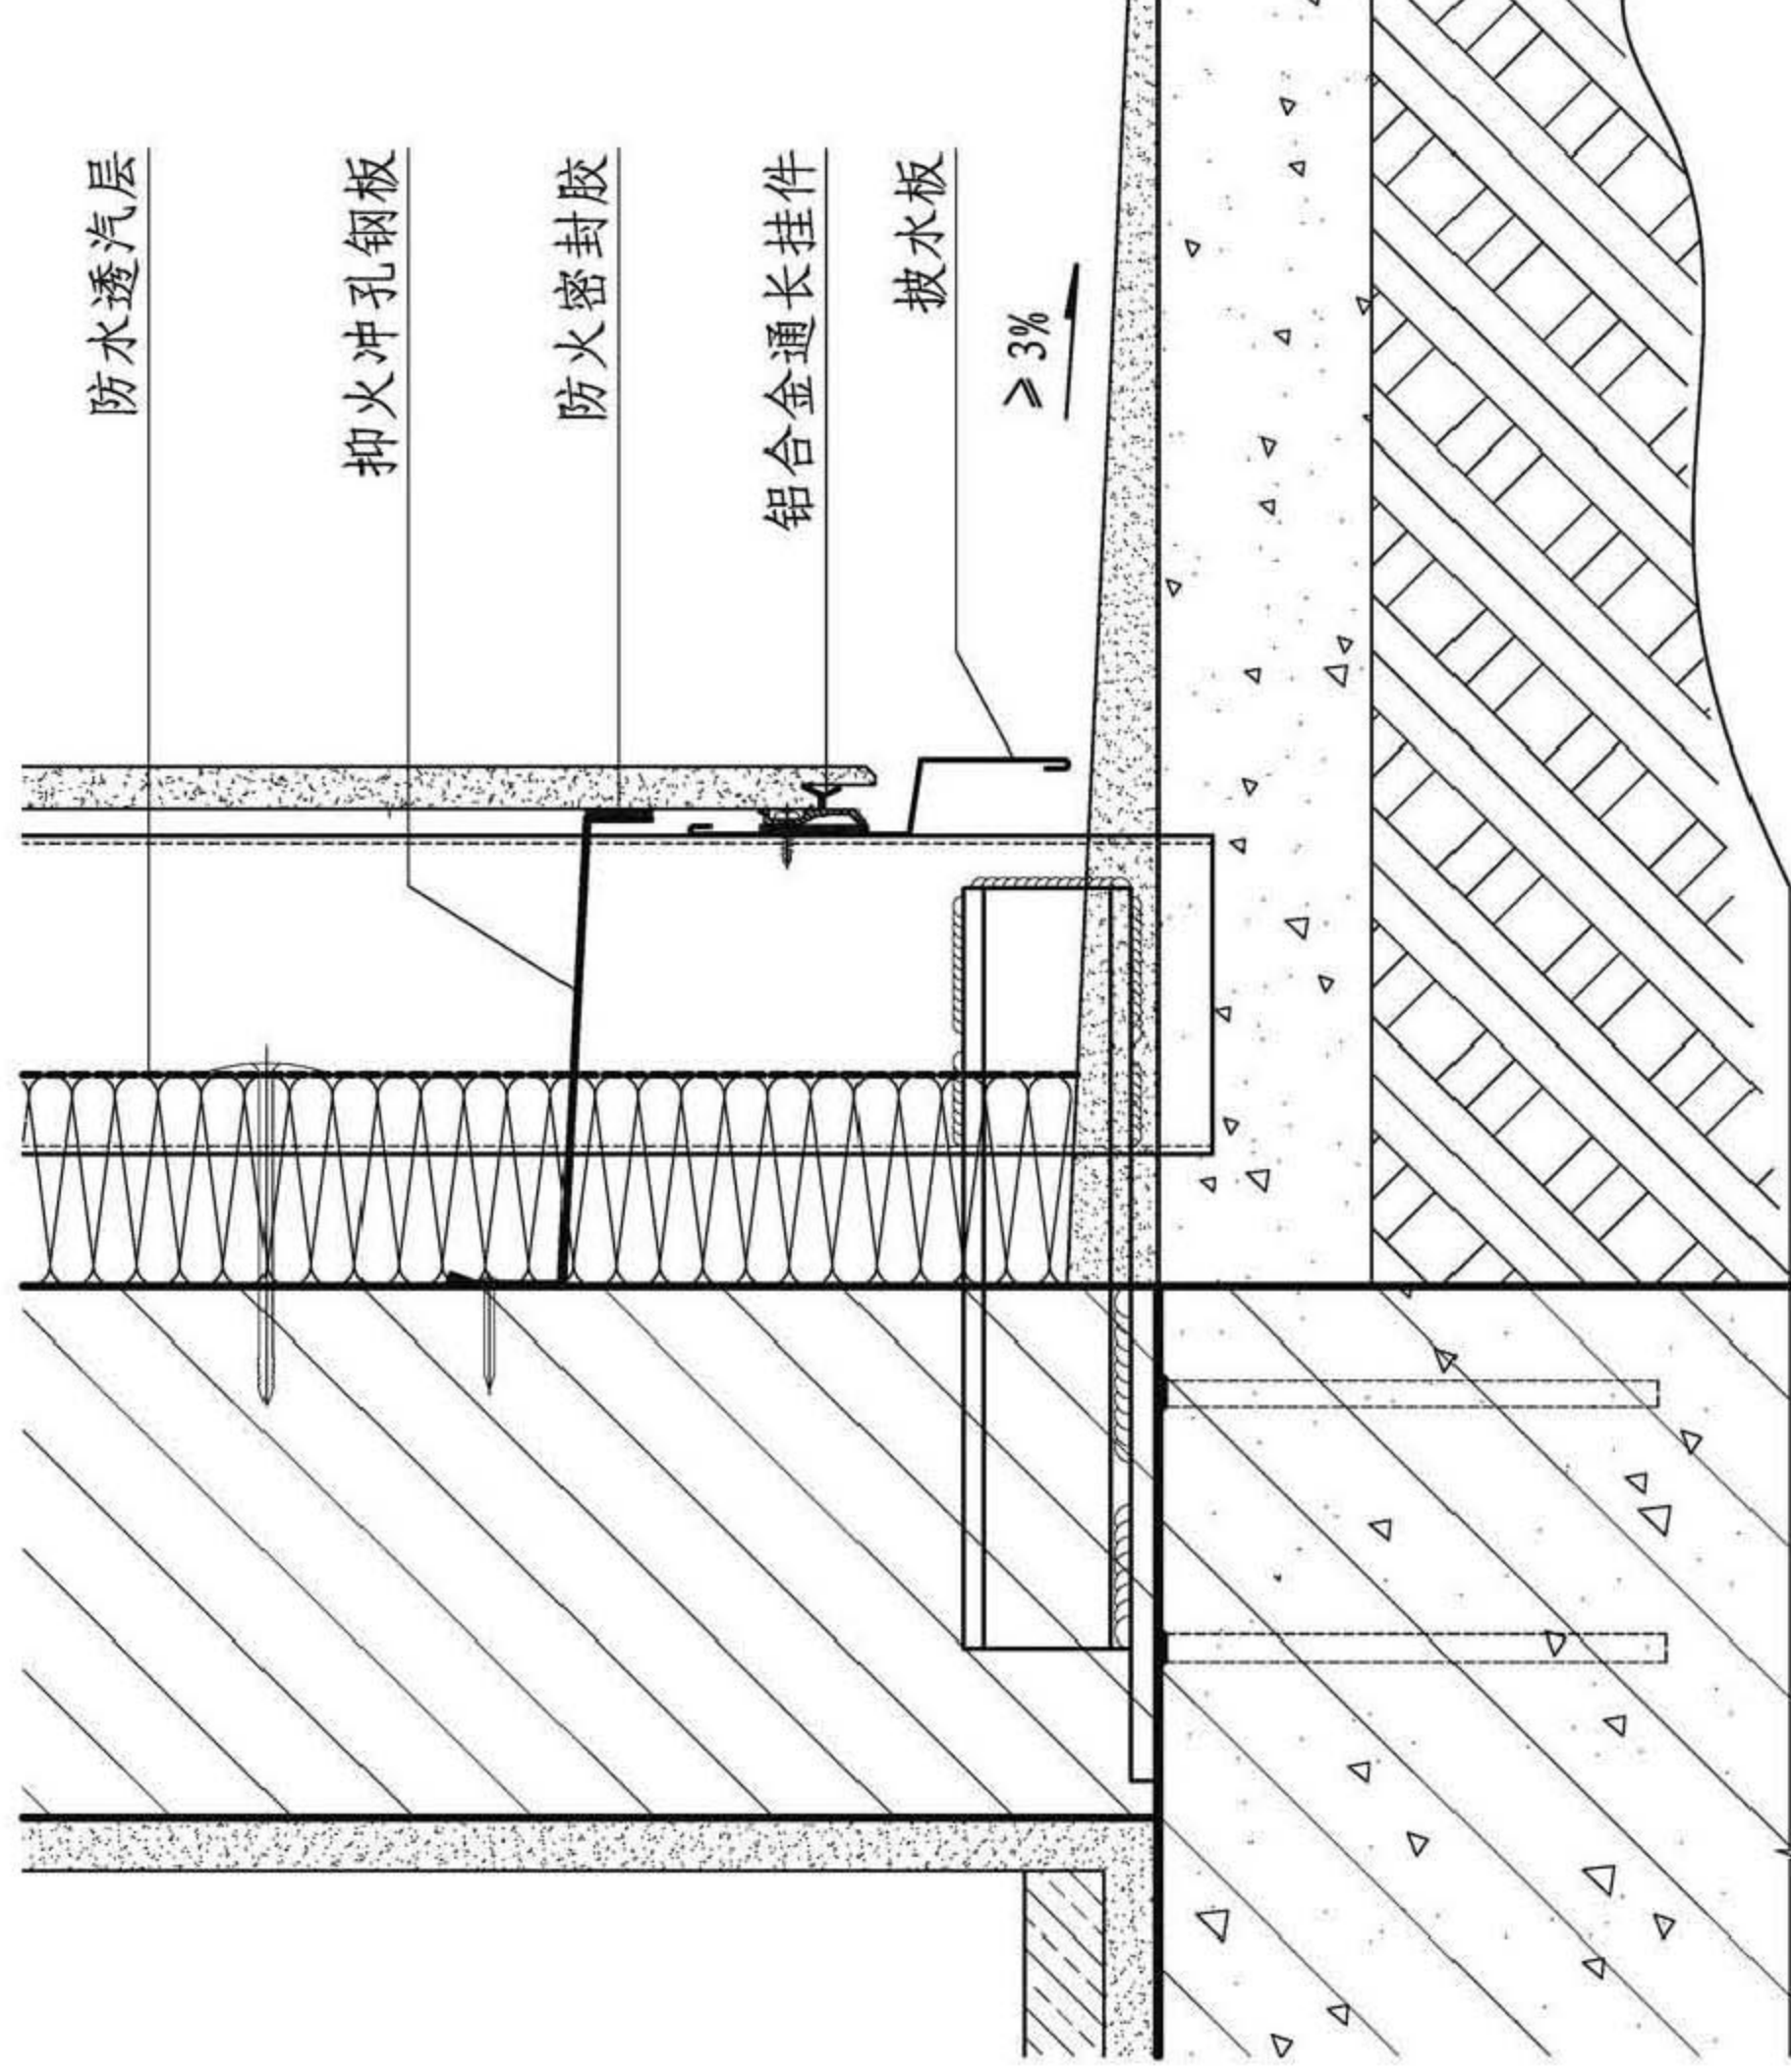 防水透汽层
抑火冲孔钢板
防火密封胶
铝合金通长挂件
披水板
⩾3%